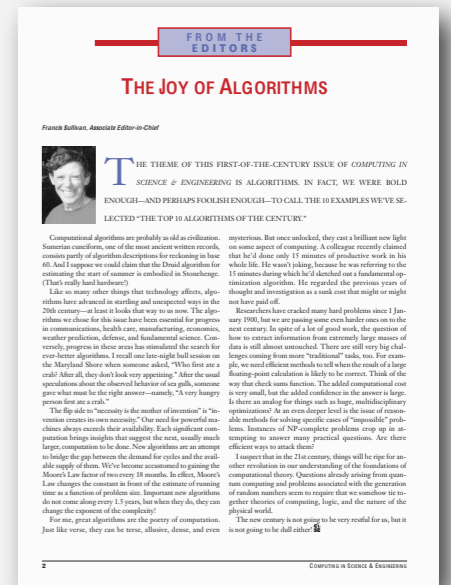 FROM THE
EDITORS
THE JOY OF ALGORITHMS
Francis Sullivan, Associate Editor-in-Chief
THE THEME OF THIS FIRST-OF-THE-CENTURY ISSUE OF COMPUTING IN
SCIENCE & ENGINEERING IS ALGORITHMS. IN FACT, WE WERE BOLD
ENOUGH—AND PERHAPS FOOLISH ENOUGH—TO CALL THE 10 EXAMPLES WE'VE SE-
LECTED “THE TOP 10 ALGORITHMS OF THE CENTURY.”
Computational algorithms are probably as old as civilization.
Sumerian cuneiform, one of the most ancient written records,
consists partly of algorithm descriptions for reckoning in base
60. And I suppose we could claim that the Druid algorithm for
estimating the start of summer is embodied in Stonehenge.
(That's really hard hardware!)
Like so many other things that technology affects, algo-
rithms have advanced in startling and unexpected ways in the
20th century—at least it looks that way to us now. The algo-
rithms we chose for this issue have been essential for progress
in communications, health care, manufacturing, economics,
weather prediction, defense, and fundamental science. Con-
versely, progress in these areas has stimulated the search for
ever-better algorithms. I recall one late-night bull session on
the Maryland Shore when someone asked, “Who first ate a
crab? After all, they don't look very appetizing.” After the usual
speculations about the observed behavior of sea gulls, someone
gave what must be the right answer—namely, “A very hungry
person first ate a crab.”
The flip side to “necessity is the mother of invention” is “in-
vention creates its own necessity.” Our need for powerful ma-
chines always exceeds their availability. Each significant com-
putation brings insights that suggest the next, usually much
larger, computation to be done. New algorithms are an attempt
to bridge the gap between the demand for cycles and the avail-
able supply of them. We've become accustomed to gaining the
Moore's Law factor of two every 18 months. In effect, Moore's
Law changes the constant in front of the estimate of running
time as a function of problem size. Important new algorithms
do not come along every 1.5 years, but when they do, they can
change the exponent of the complexity!
For me, great algorithms are the poetry of computation.
Just like verse, they can be terse, allusive, dense, and even
mysterious. But once unlocked, they cast a brilliant new light
on some aspect of computing. A colleague recently claimed
that he'd done only 15 minutes of productive work in his
whole life. He wasn't joking, because he was referring to the
15 minutes during which he'd sketched out a fundamental op-
timization algorithm. He regarded the previous years of
thought and investigation as a sunk cost that might or might
not have paid off.
Researchers have cracked many hard problems since 1 Jan-
uary 1900, but we are passing some even harder ones on to the
next century. In spite of a lot of good work, the question of
how to extract information from extremely large masses of
data is still almost untouched. There are still very big chal-
lenges coming from more “traditional” tasks, too. For exam-
ple, we need efficient methods to tell when the result of a large
floating-point calculation is likely to be correct. Think of the
way that check sums function. The added computational cost
is very small, but the added confidence in the answer is large.
Is there an analog for things such as huge, multidisciplinary
optimizations? At an even deeper level is the issue of reason-
able methods for solving specific cases of “impossible” prob-
lems. Instances of NP-complete problems crop up in at-
tempting to answer many practical questions. Are there
efficient ways to attack them?
I suspect that in the 21st century, things will be ripe for an-
other revolution in our understanding of the foundations of
computational theory. Questions already arising from quan-
tum computing and problems associated with the generation
of random numbers seem to require that we somehow tie to-
gether theories of computing, logic, and the nature of the
physical world.
The new century is not going to be very restful for us, but it
is not going to be dull either!
2
COMPUTING IN SCIENCE & ENGINEERING